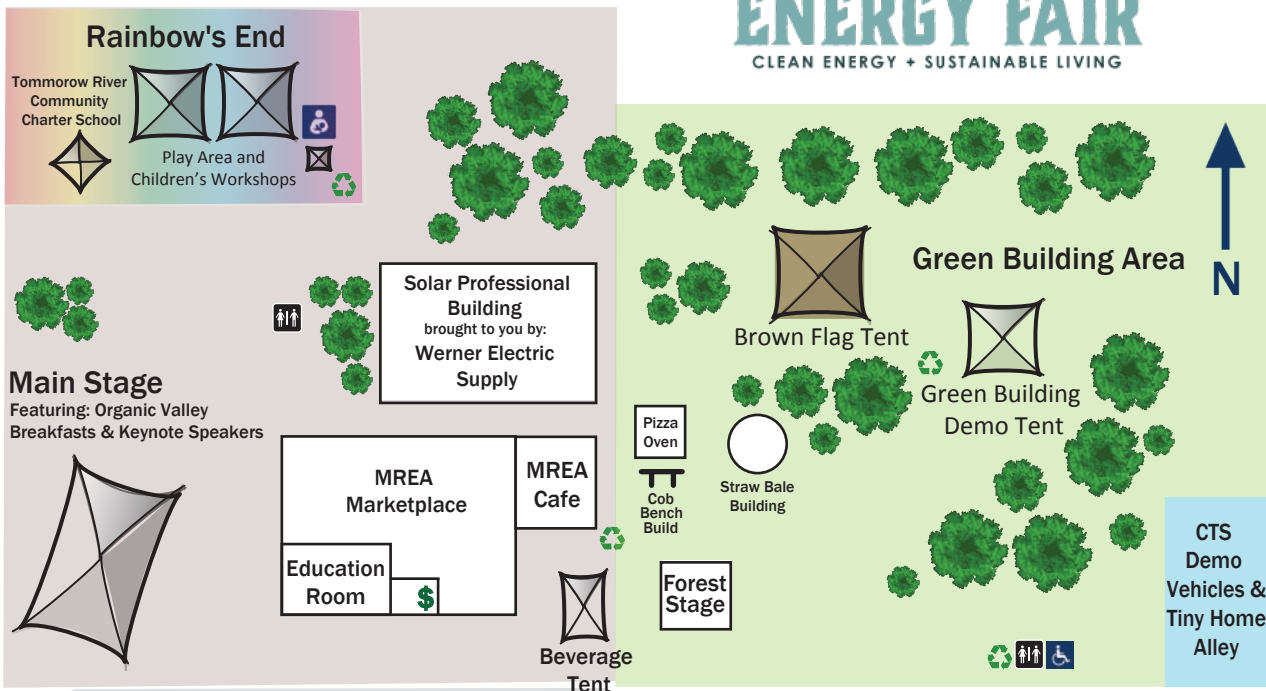 ENERGY FAIR
CLEAN ENERGY + SUSTAINABLE LIVING
Rainbow's End
Tommorow River
Community
Charter School
Play Area and
Children's Workshops
N
Green Building Area
Brown Flag Tent
Green Building
Demo Tent
Solar Professional
Building
brought to you by:
Werner Electric
Supply
Main Stage
Featuring: Organic Valley
Breakfasts & Keynote Speakers
MREA
Marketplace
MREA
Cafe
Education
Room
$
Pizza
Oven
Cob
Bench
Build
Straw Bale
Building
Forest
Stage
Beverage
Tent
CTS
Demo
Vehicles &
Tiny Home
Alley